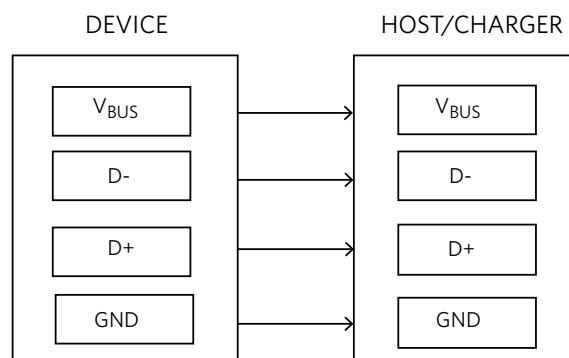 DEVICE HOST/CHARGER
VBUS VBUS
D- D-
D+ D+
GND GND